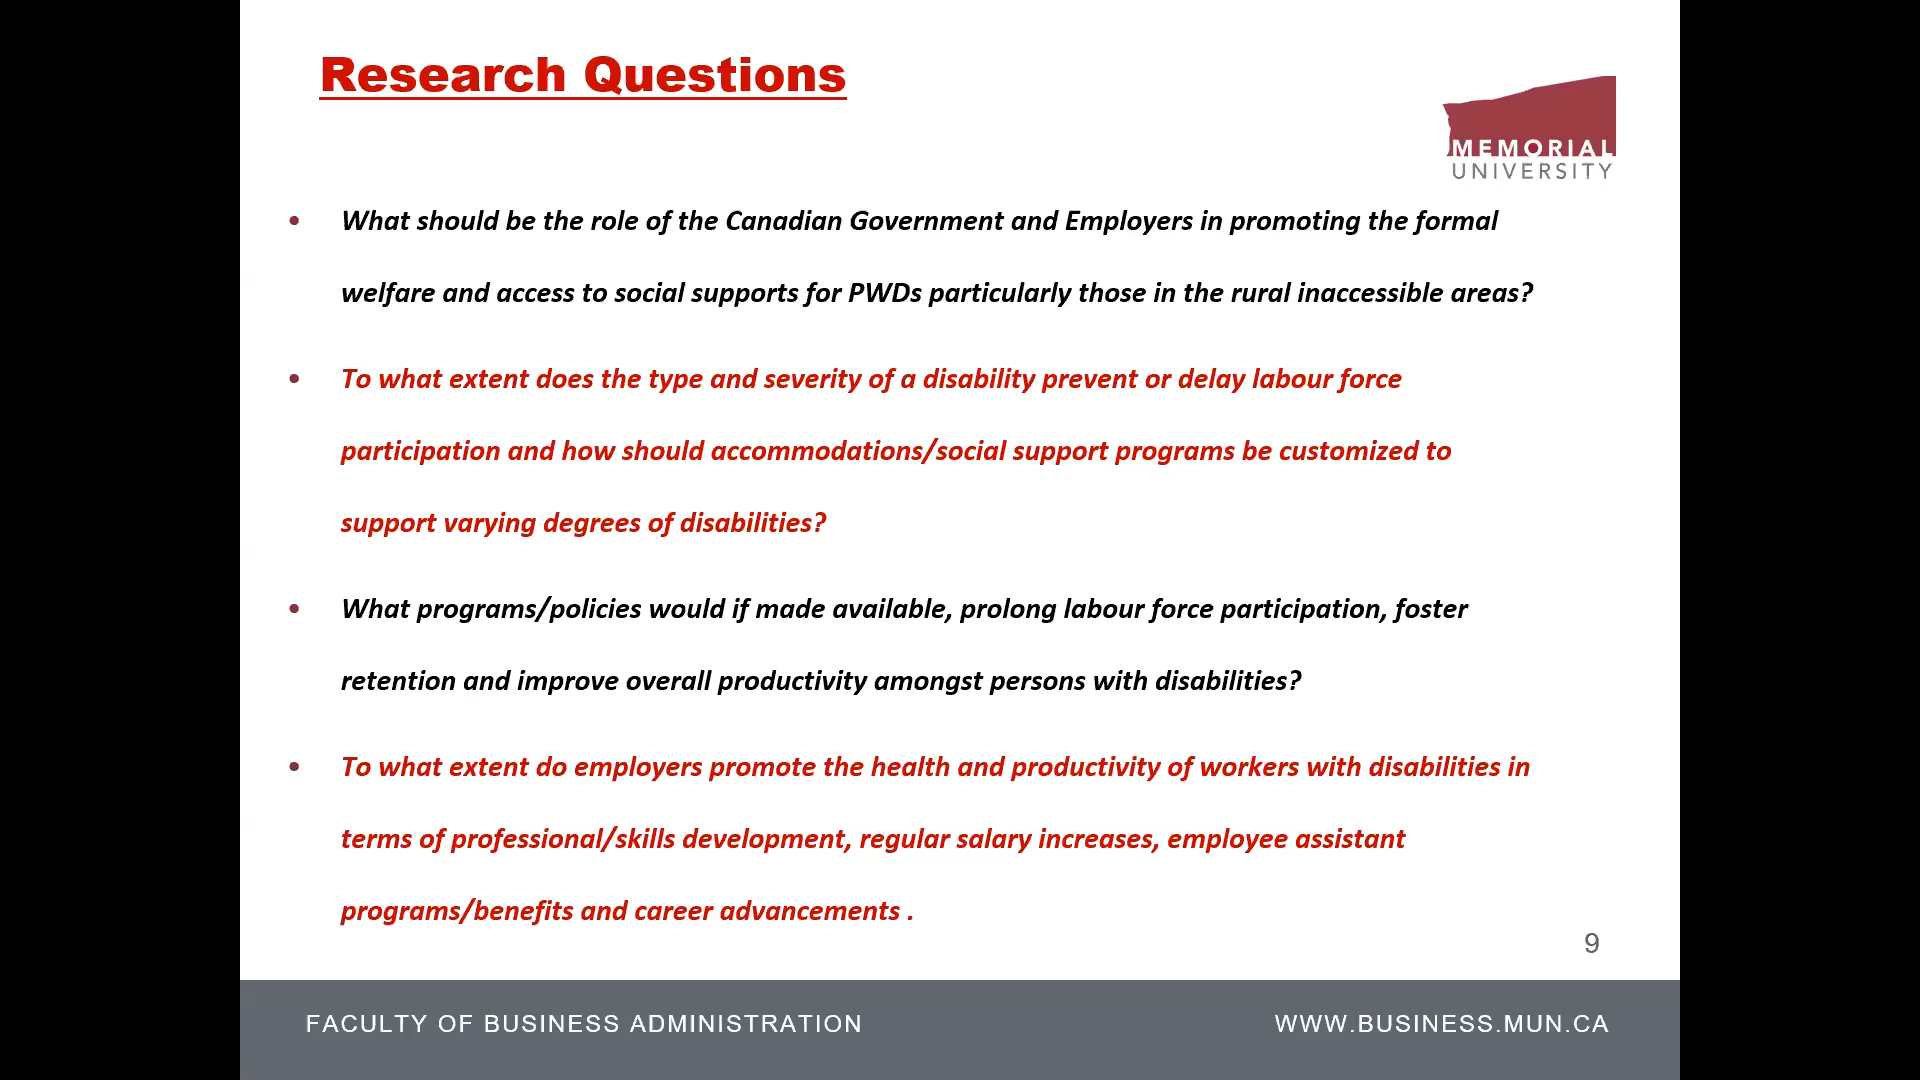 Research Questions
MEMORIAL
UNIVERSITY
• What should be the role of the Canadian Government and Employers in promoting the formal
welfare and access to social supports for PWDs particularly those in the rural inaccessible areas?
• To what extent does the type and severity of a disability prevent or delay labour force
participation and how should accommodations/social support programs be customized to
support varying degrees of disabilities?
• What programs/policies would if made available, prolong labour force participation, foster
retention and improve overall productivity amongst persons with disabilities?
• To what extent do employers promote the health and productivity of workers with disabilities in
terms of professional/skills development, regular salary increases, employee assistant
programs/benefits and career advancements .
9
FACULTY OF BUSINESS ADMINISTRATION
WWW.BUSINESS.MUN.CA